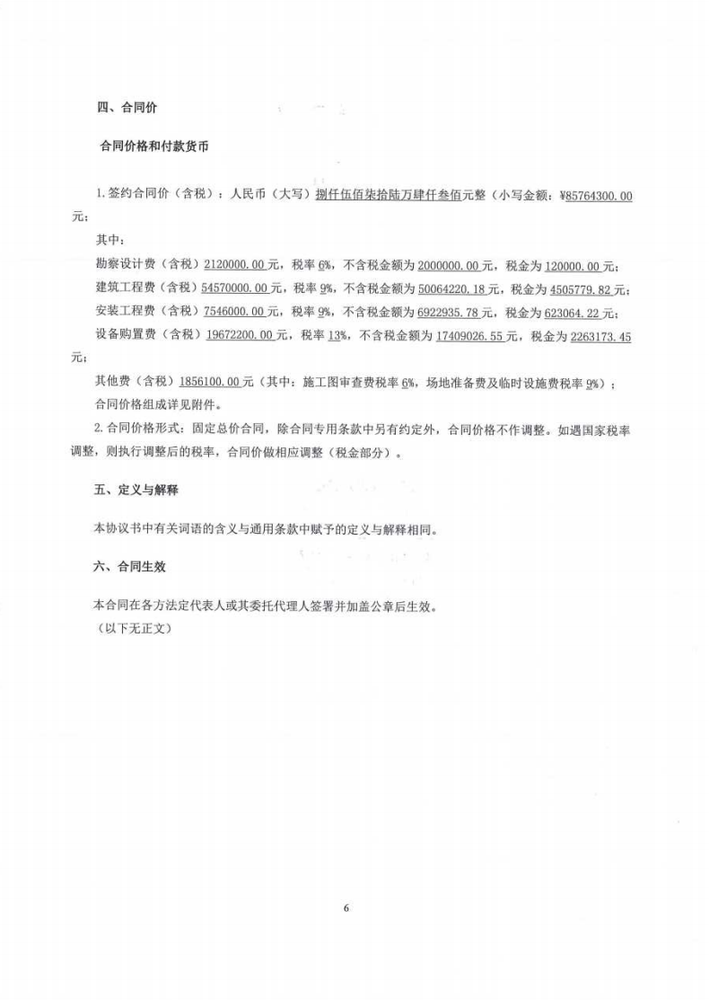 四、合同价
合同价格和付款货币
1.签约合同价（含税）：人民币（大写）捌仟伍佰柒拾陆万肆仟叁佰元整（小写金额：¥85764300.00
元；
其中：
勘察设计费（含税）2120000.00元，税率6%，不含税金额为2000000.00元，税金为120000.00元；
建筑工程费（含税）54570000.00元，税率9%，不含税金额为50064220.18元，税金为4505779.82元；
安装工程费（含税）7546000.00元，税率9%，不含税金额为6922935.78元，税金为623064.22元；
设备购置费（含税）19672200.00元，税率13%，不含税金额为17409026.55元，税金为2263173.45
元；
其他费（含税）1856100.00元（其中：施工图审查费税率6%，场地准备费及临时设施费税率9%）；
合同价格组成详见附件。
2.合同价格形式：固定总价合同，除合同专用条款中另有约定外，合同价格不作调整。如遇国家税率
调整，则执行调整后的税率，合同价做相应调整（税金部分）。
五、定义与解释
本协议书中有关词语的含义与通用条款中赋予的定义与解释相同。
六、合同生效
本合同在各方法定代表人或其委托代理人签署并加盖公章后生效。
（以下无正文）
6